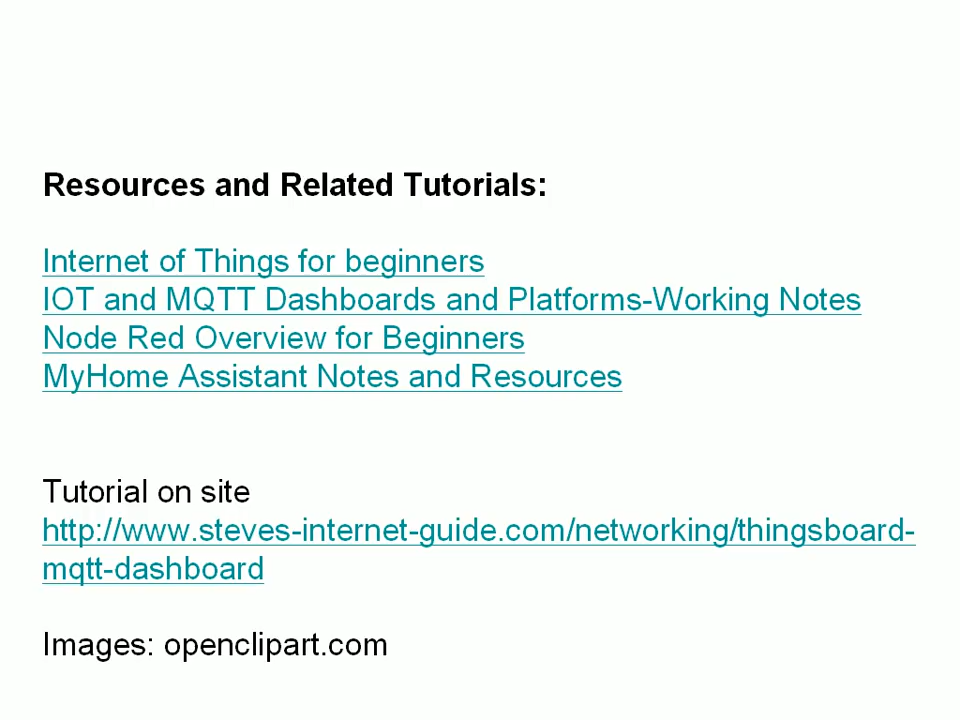 Resources and Related Tutorials:
Internet of Things for beginners
IOT and MQTT Dashboards and Platforms-Working Notes
Node Red Overview for Beginners
MyHome Assistant Notes and Resources
Tutorial on site
http://www.steves-internet-guide.com/networking/thingsboard-
mqtt-dashboard
Images: openclipart.com